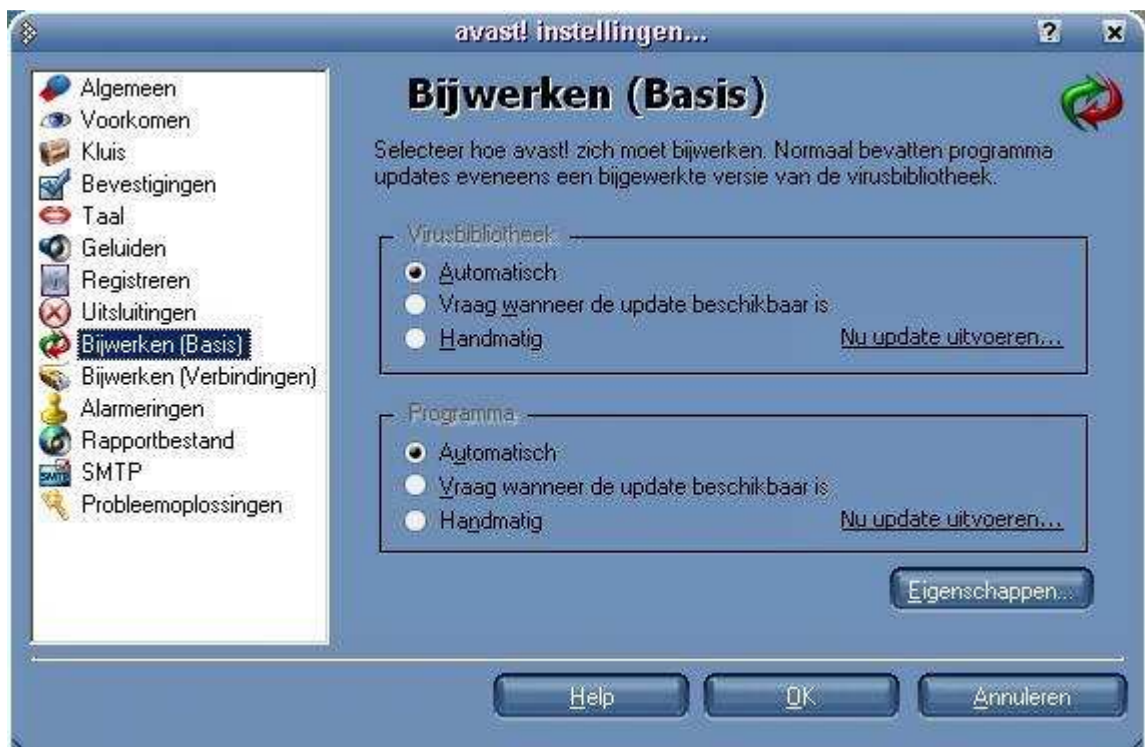 avast! instellingen...
Algemeen
Voorkomen
Kluis
Bevestigingen
Taal
Geluiden
Registreren
Uitsluitingen
Bijwerken (Basis)
Bijwerken (Verbindingen)
Alarmeringen
Rapportbestand
SMTP
Probleemoplossingen
Bijwerken (Basis)
Selecteer hoe avast! zich moet bijwerken. Normaal bevatten programma
updates eveneens een bijgewerkte versie van de virusbibliotheek.
Virusbibliotheek
Automatisch
Vraag wanneer de update beschikbaar is
Handmatig
Nu update uitvoeren...
Programma
Automatisch
Vraag wanneer de update beschikbaar is
Handmatig
Nu update uitvoeren...
Eigenschappen...
Help
OK
Annuleren